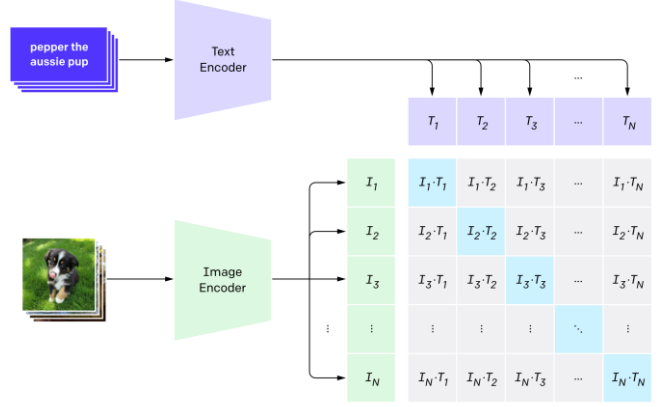 pepper the
aussie pup
Text
Encoder
...
T1 T2 T3 ... TN
I1 I1·T1 I1·T2 I1·T3 ... I1·TN
I2 I2·T1 I2·T2 I2·T3 ... I2·TN
Image
Encoder
I3 I3·T1 I3·T2 I3·T3 ... I3·TN
⋮ ⋮ ⋮ ⋮ ⋮ ⋱ ⋮
IN IN·T1 IN·T2 IN·T3 ... IN·TN